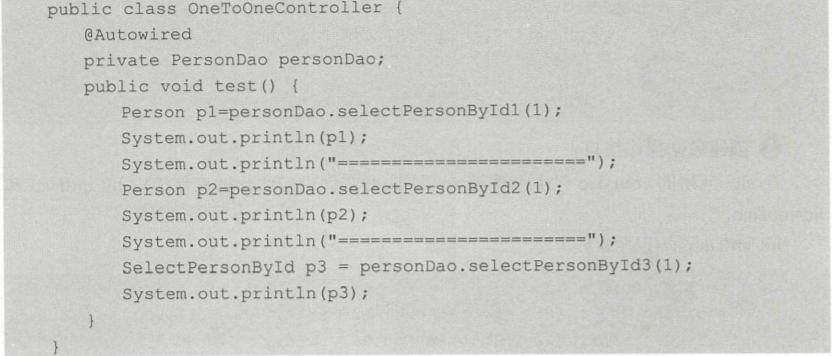 public class OneToOneController {
    @Autowired
    private PersonDao personDao;
    public void test() {
        Person p1=personDao.selectPersonById1(1);
        System.out.println(p1);
        System.out.println("=======================");
        Person p2=personDao.selectPersonById2(1);
        System.out.println(p2);
        System.out.println("=======================");
        SelectPersonById p3 = personDao.selectPersonById3(1);
        System.out.println(p3);
    }
}